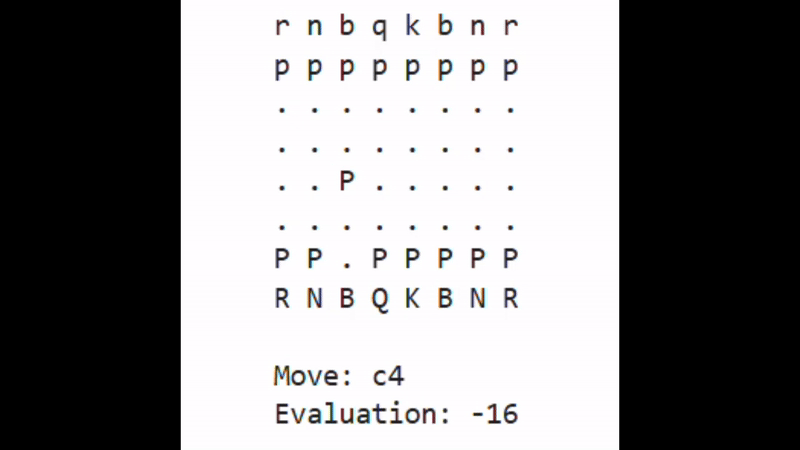 r n b q k b n r
p p p p p p p p
. . . . . . . .
. . . . . . . .
. . P . . . . .
. . . . . . . .
P P . P P P P P
R N B Q K B N R
Move: c4
Evaluation: -16